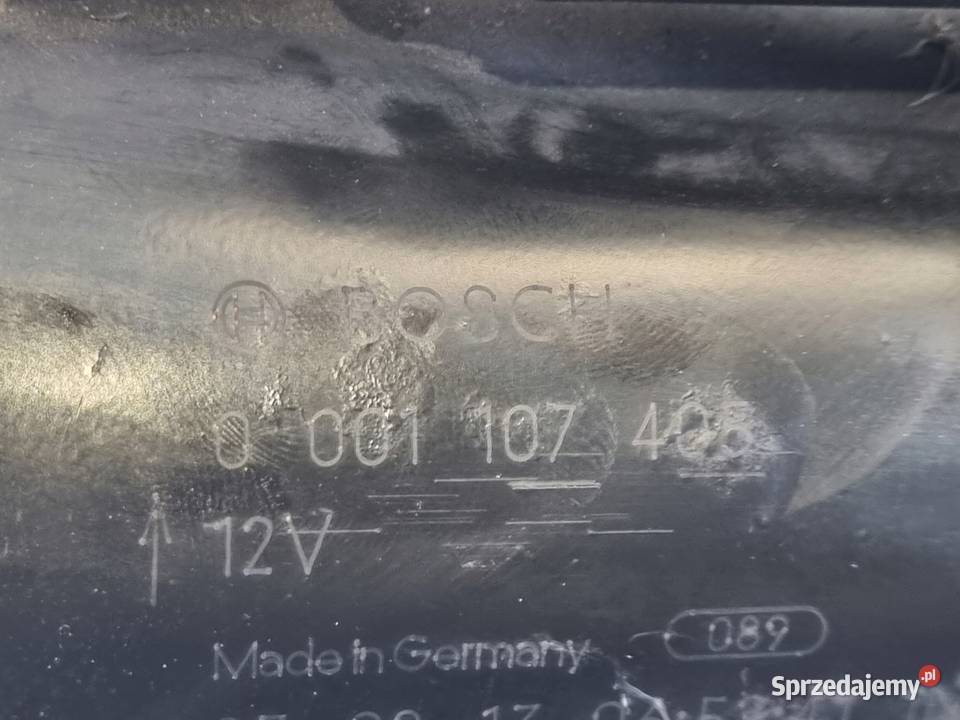 BOSCH
0 001 107
12V
Made in Germany
089
Sprzedajemy.pl